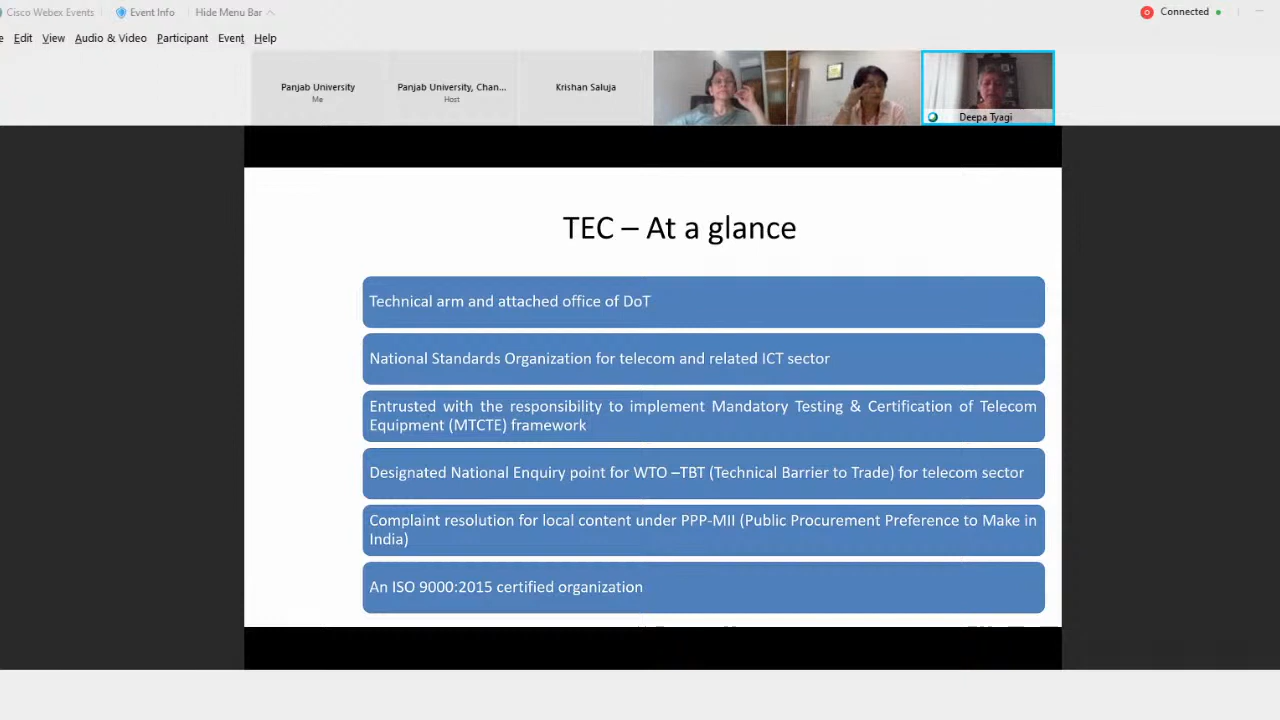 Cisco Webex Events
Event Info
Hide Menu Bar
Connected
Edit View Audio & Video Participant Event Help
Panjab University
Me
Panjab University, Chan...
Host
Krishan Saluja
Deepa Tyagi
TEC – At a glance
Technical arm and attached office of DoT
National Standards Organization for telecom and related ICT sector
Entrusted with the responsibility to implement Mandatory Testing & Certification of Telecom
Equipment (MTCTE) framework
Designated National Enquiry point for WTO –TBT (Technical Barrier to Trade) for telecom sector
Complaint resolution for local content under PPP-MII (Public Procurement Preference to Make in
India)
An ISO 9000:2015 certified organization